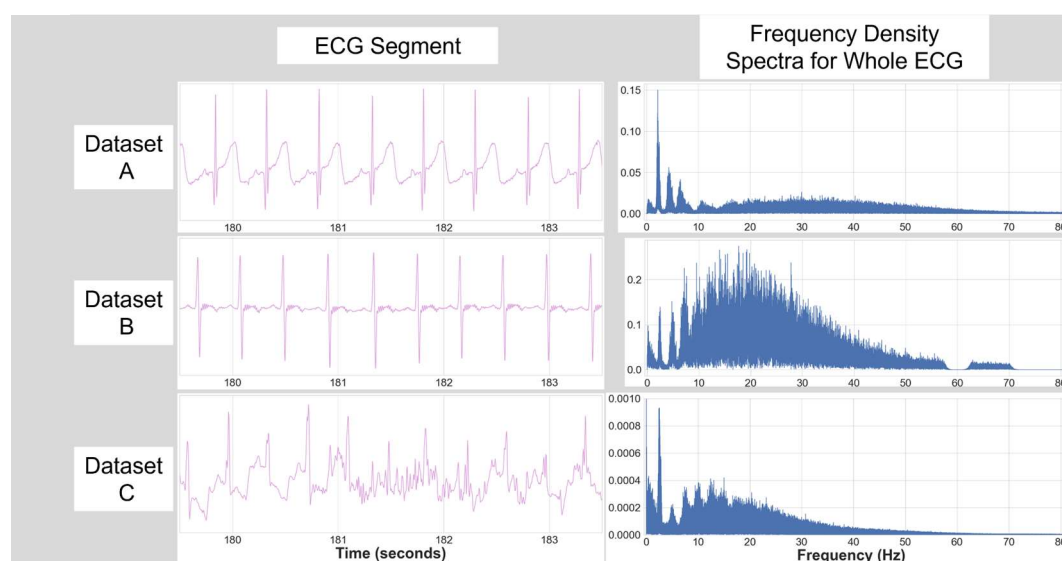 ECG Segment
Frequency Density
Spectra for Whole ECG
Dataset
A
180 181 182 183
0.15
0.10
0.05
0.00
0 10 20 30 40 50 60 70 80
Dataset
B
180 181 182 183
0.2
0.1
0.0
0 10 20 30 40 50 60 70 80
Dataset
C
180 181 182 183
Time (seconds)
0.0010
0.0008
0.0006
0.0004
0.0002
0.0000
0 10 20 30 40 50 60 70 80
Frequency (Hz)